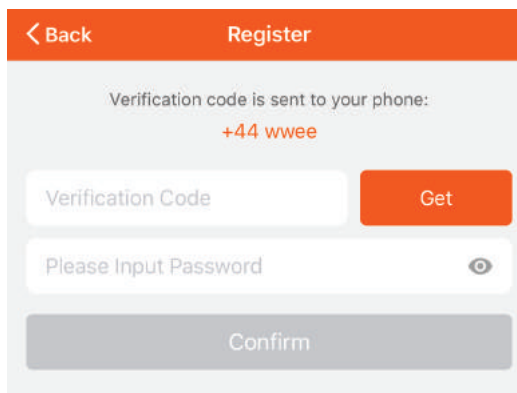 Back
Register
Verification code is sent to your phone:
+44 wwee
Verification Code
Get
Please Input Password
Confirm